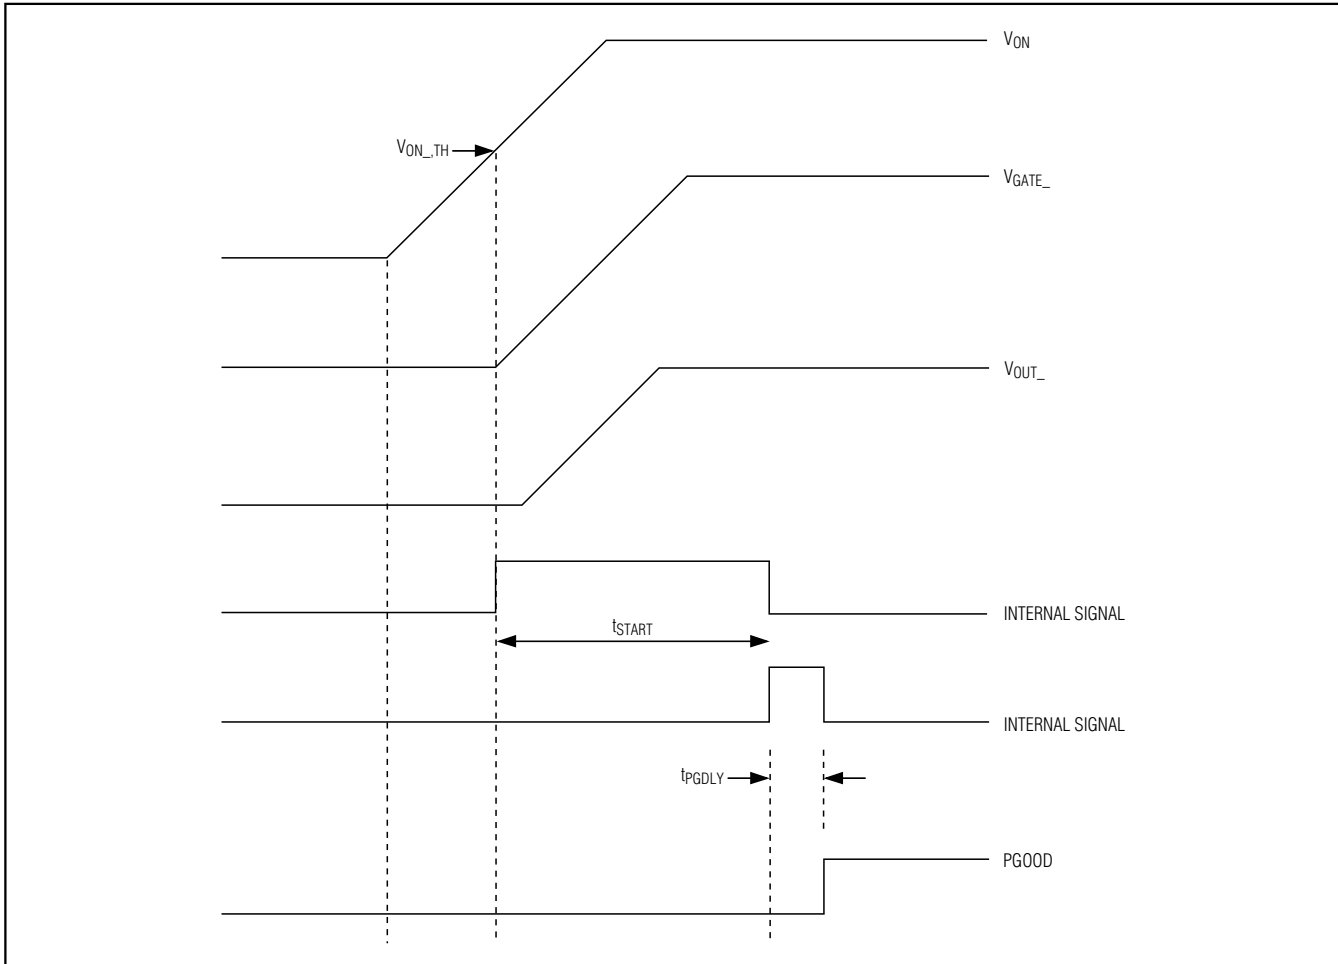 VON
VON_,TH
VGATE_
VOUT_
INTERNAL SIGNAL
tSTART
INTERNAL SIGNAL
tPGDLY
PGOOD